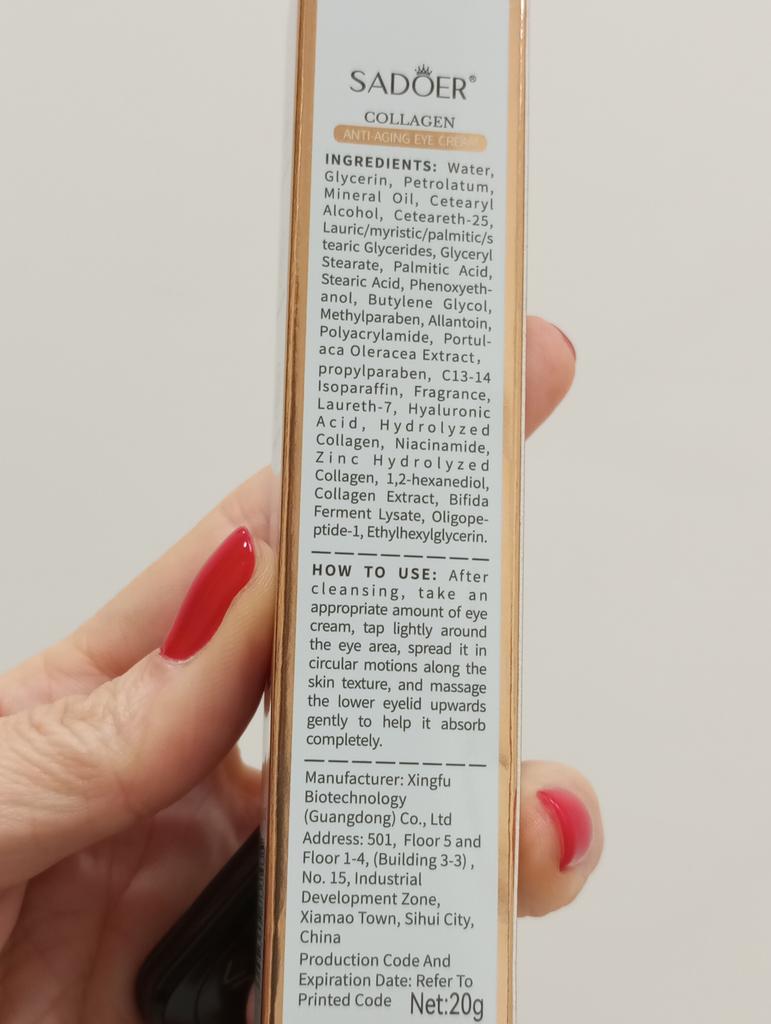 SADOER®
COLLAGEN
ANTI-AGING EYE CREAM
INGREDIENTS: Water,
Glycerin, Petrolatum,
Mineral Oil, Cetearyl
Alcohol, Ceteareth-25,
Lauric/myristic/palmitic/s
tearic Glycerides, Glyceryl
Stearate, Palmitic Acid,
Stearic Acid, Phenoxyeth-
anol, Butylene Glycol,
Methylparaben, Allantoin,
Polyacrylamide, Portul-
aca Oleracea Extract,
propylparaben, C13-14
Isoparaffin, Fragrance,
Laureth-7, Hyaluronic
Acid, Hydrolyzed
Collagen, Niacinamide,
Zinc Hydrolyzed
Collagen, 1,2-hexanediol,
Collagen Extract, Bifida
Ferment Lysate, Oligope-
ptide-1, Ethylhexylglycerin.
HOW TO USE: After
cleansing, take an
appropriate amount of eye
cream, tap lightly around
the eye area, spread it in
circular motions along the
skin texture, and massage
the lower eyelid upwards
gently to help it absorb
completely.
Manufacturer: Xingfu
Biotechnology
(Guangdong) Co., Ltd
Address: 501, Floor 5 and
Floor 1-4, (Building 3-3) ,
No. 15, Industrial
Development Zone,
Xiamao Town, Sihui City,
China
Production Code And
Expiration Date: Refer To
Printed Code Net:20g